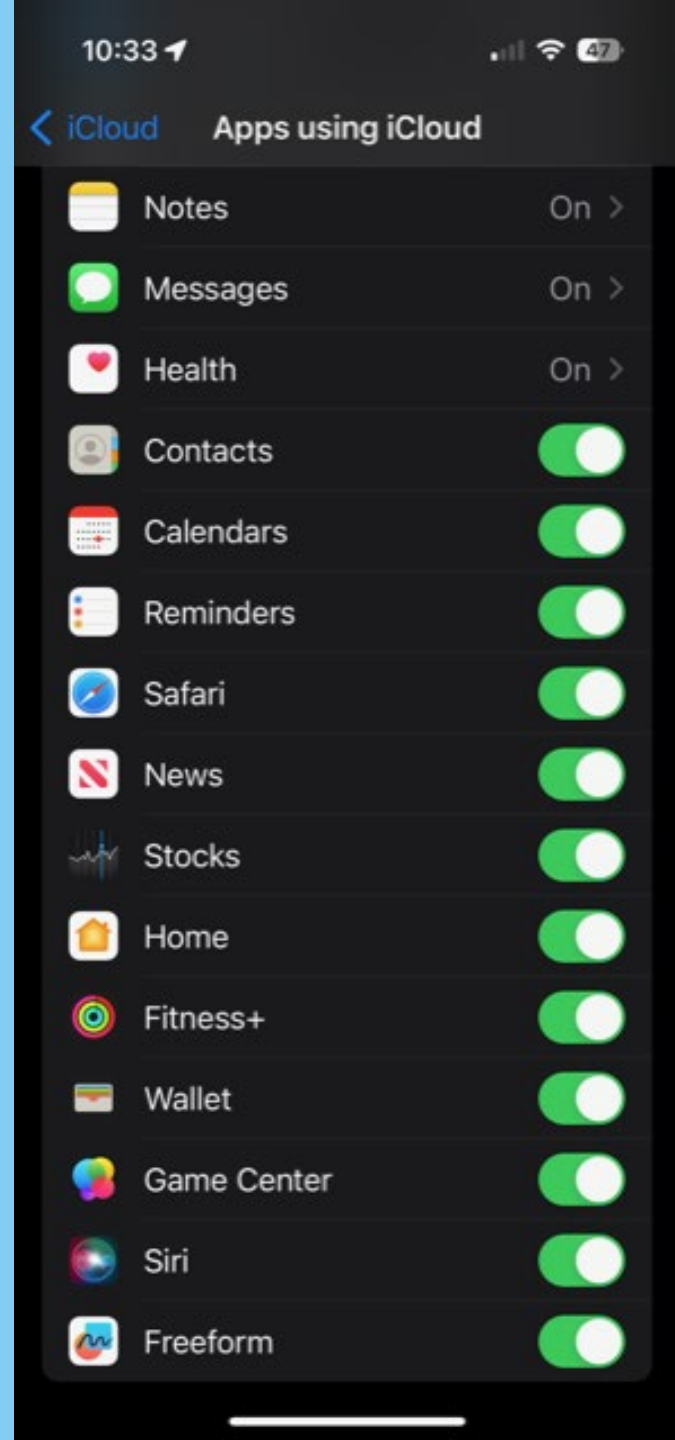 10:33
47
iCloud Apps using iCloud
Notes On
Messages On
Health On
Contacts
Calendars
Reminders
Safari
News
Stocks
Home
Fitness+
Wallet
Game Center
Siri
Freeform